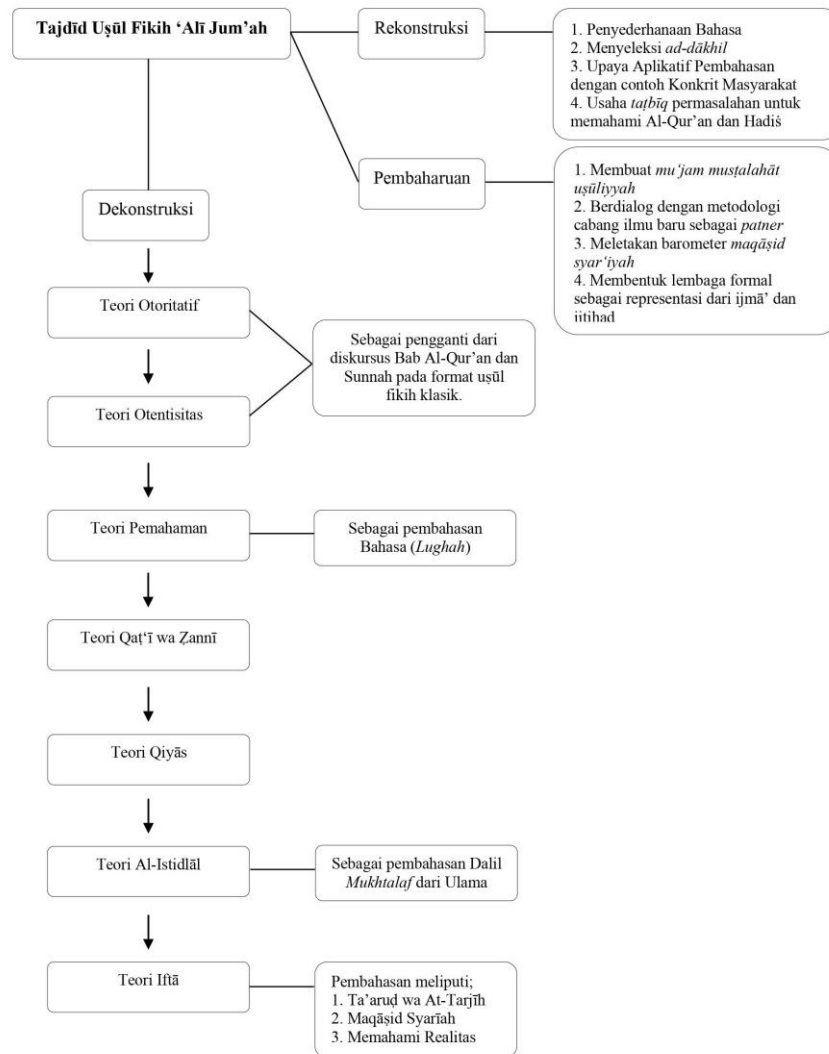 Tajdīd Uṣūl Fikih ‘Alī Jum’ah
Rekonstruksi
1. Penyederhanaan Bahasa
2. Menyeleksi ad-dākhil
3. Upaya Aplikatif Pembahasan
dengan contoh Konkrit Masyarakat
4. Usaha taṭbīq permasalahan untuk
memahami Al-Qur’an dan Hadiṡ
Pembaharuan
1. Membuat mu‘jam musṭalahāt
uṣūliyyah
2. Berdialog dengan metodologi
cabang ilmu baru sebagai patner
3. Meletakan barometer maqāṣid
syar‘iyah
4. Membentuk lembaga formal
sebagai representasi dari ijmā’ dan
ijtihad
Dekonstruksi
Teori Otoritatif
Sebagai pengganti dari
diskursus Bab Al-Qur’an dan
Sunnah pada format uṣūl
fikih klasik.
Teori Otentisitas
Teori Pemahaman
Sebagai pembahasan
Bahasa (Lughah)
Teori Qaṭ‘ī wa Ẓannī
Teori Qiyās
Teori Al-Istidlāl
Sebagai pembahasan Dalil
Mukhtalaf dari Ulama
Teori Iftā
Pembahasan meliputi;
1. Ta’aruḍ wa At-Tarjīh
2. Maqāṣid Syarīah
3. Memahami Realitas